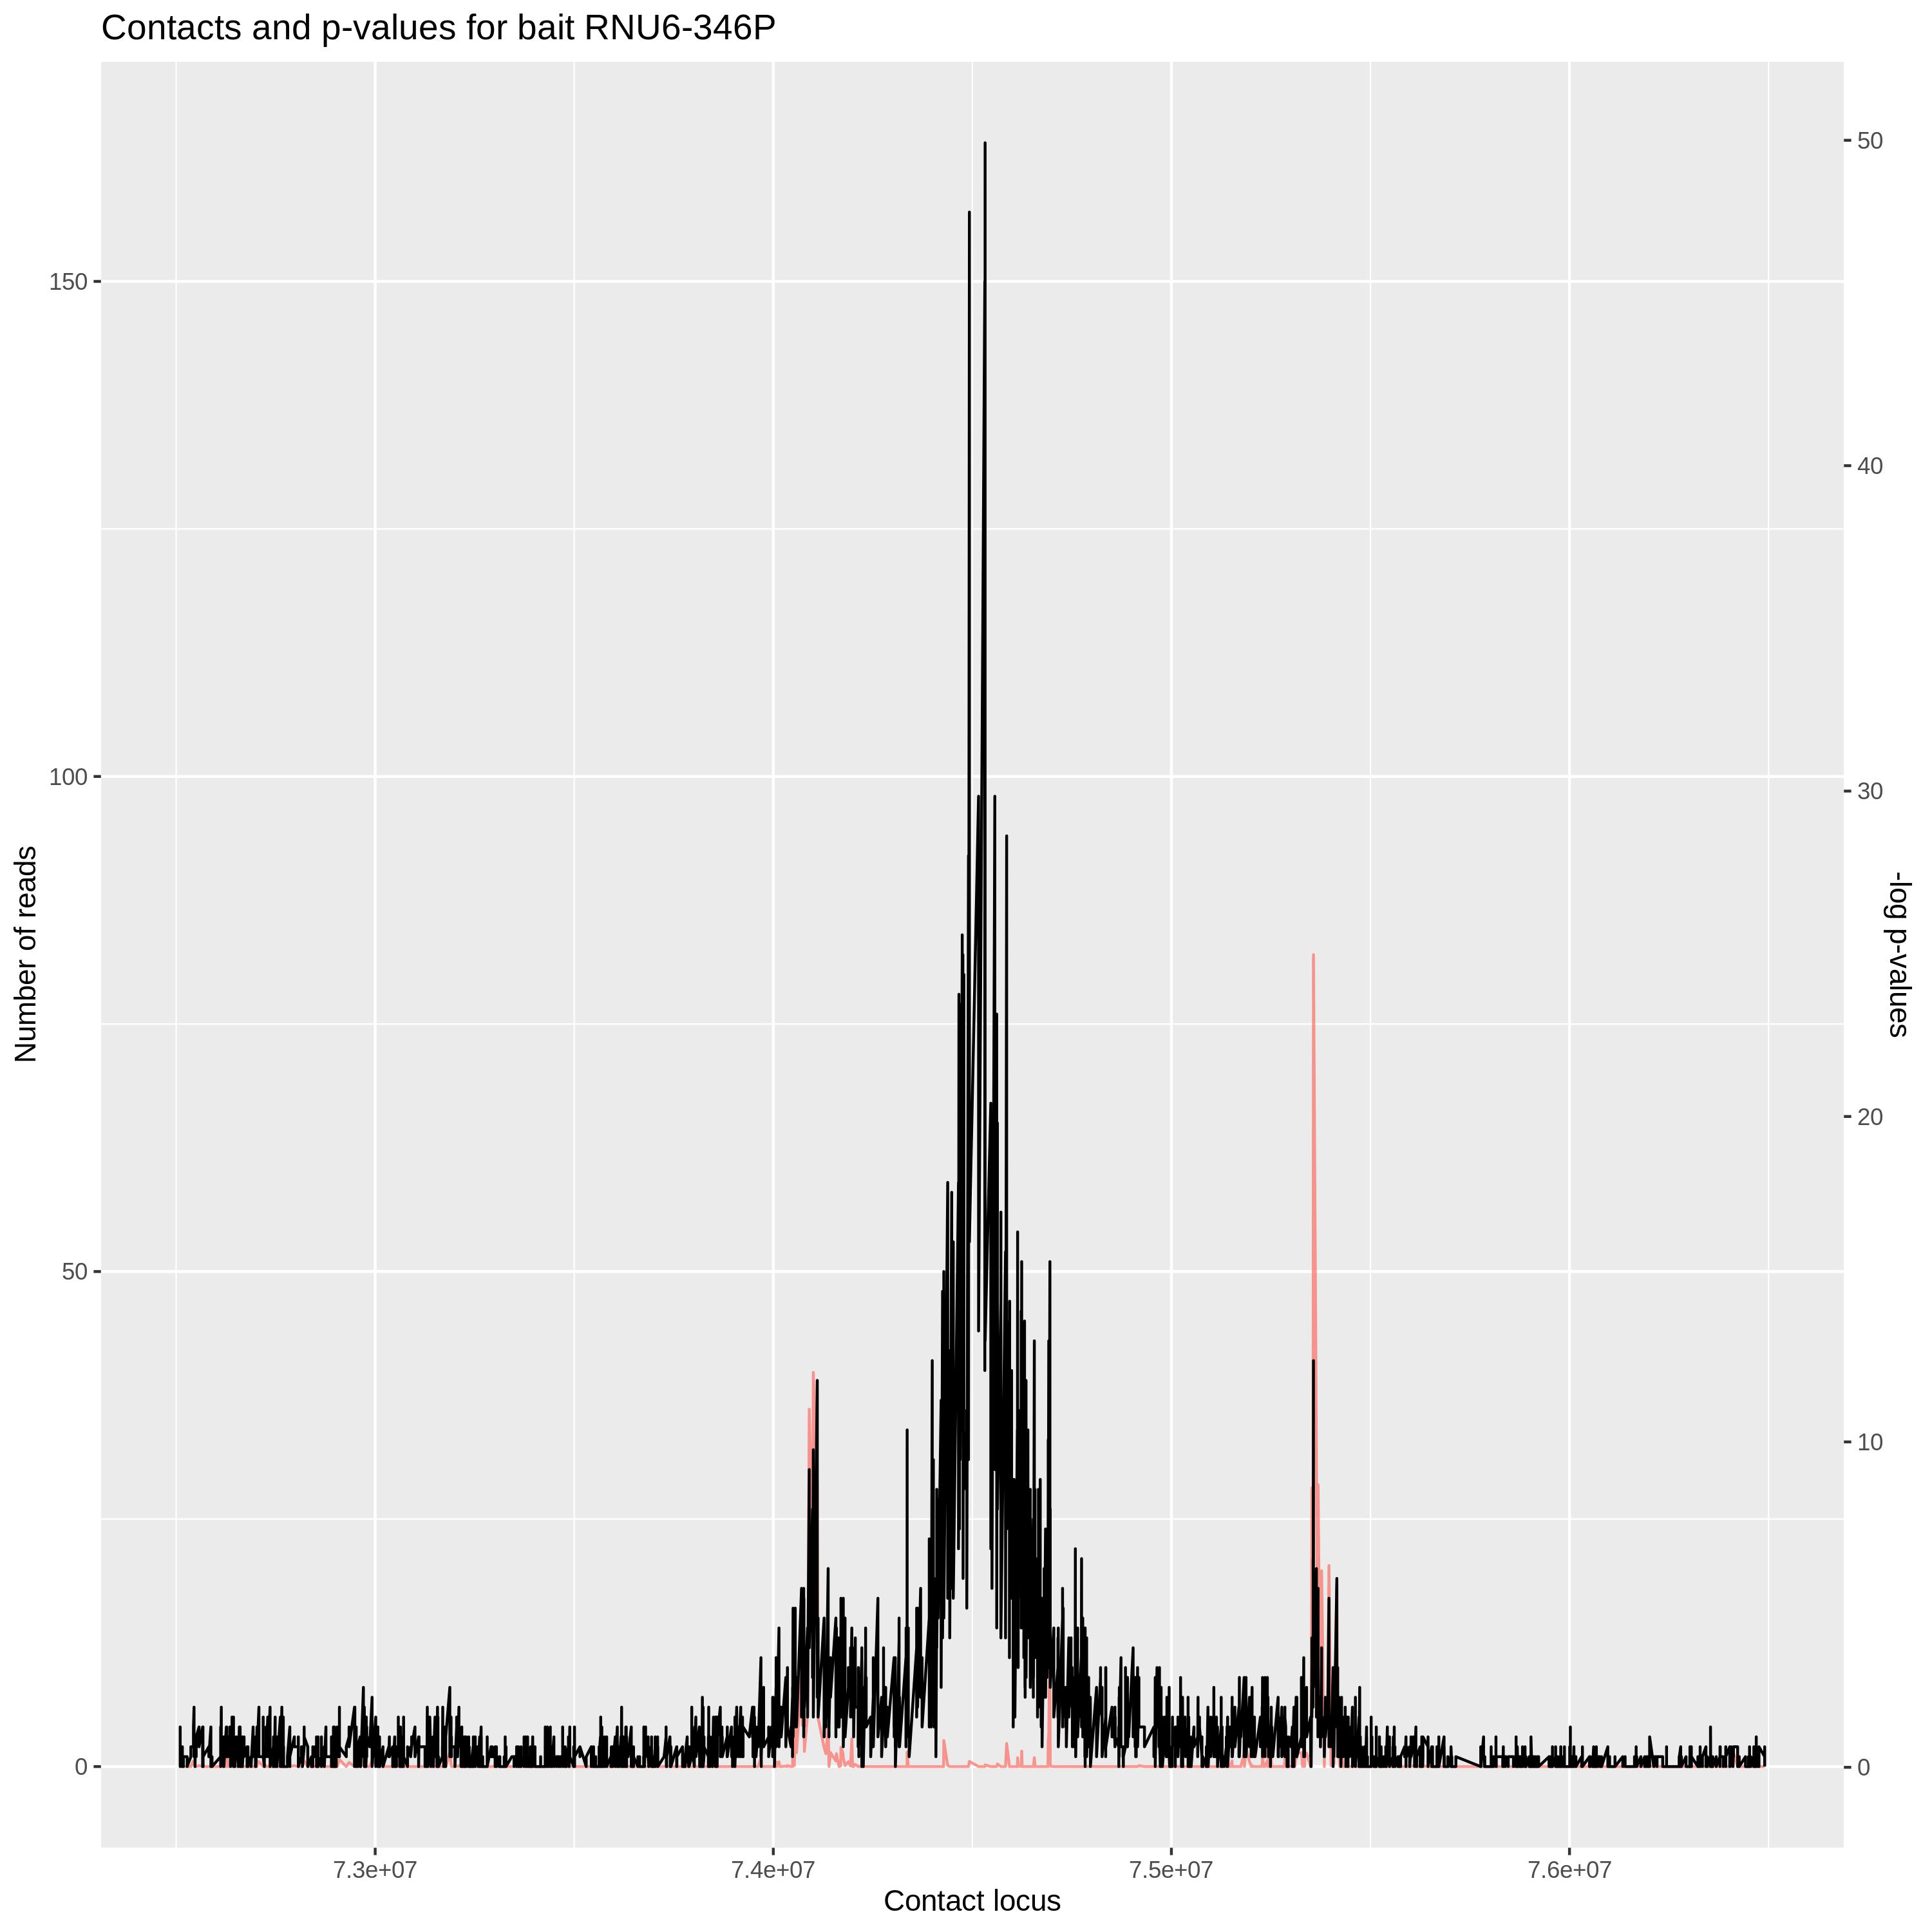 Contacts and p-values for bait RNU6-346P
Number of reads
150
100
50
0
50
40
30
20
10
0
-log p-values
7.3e+07
7.4e+07
7.5e+07
7.6e+07
Contact locus